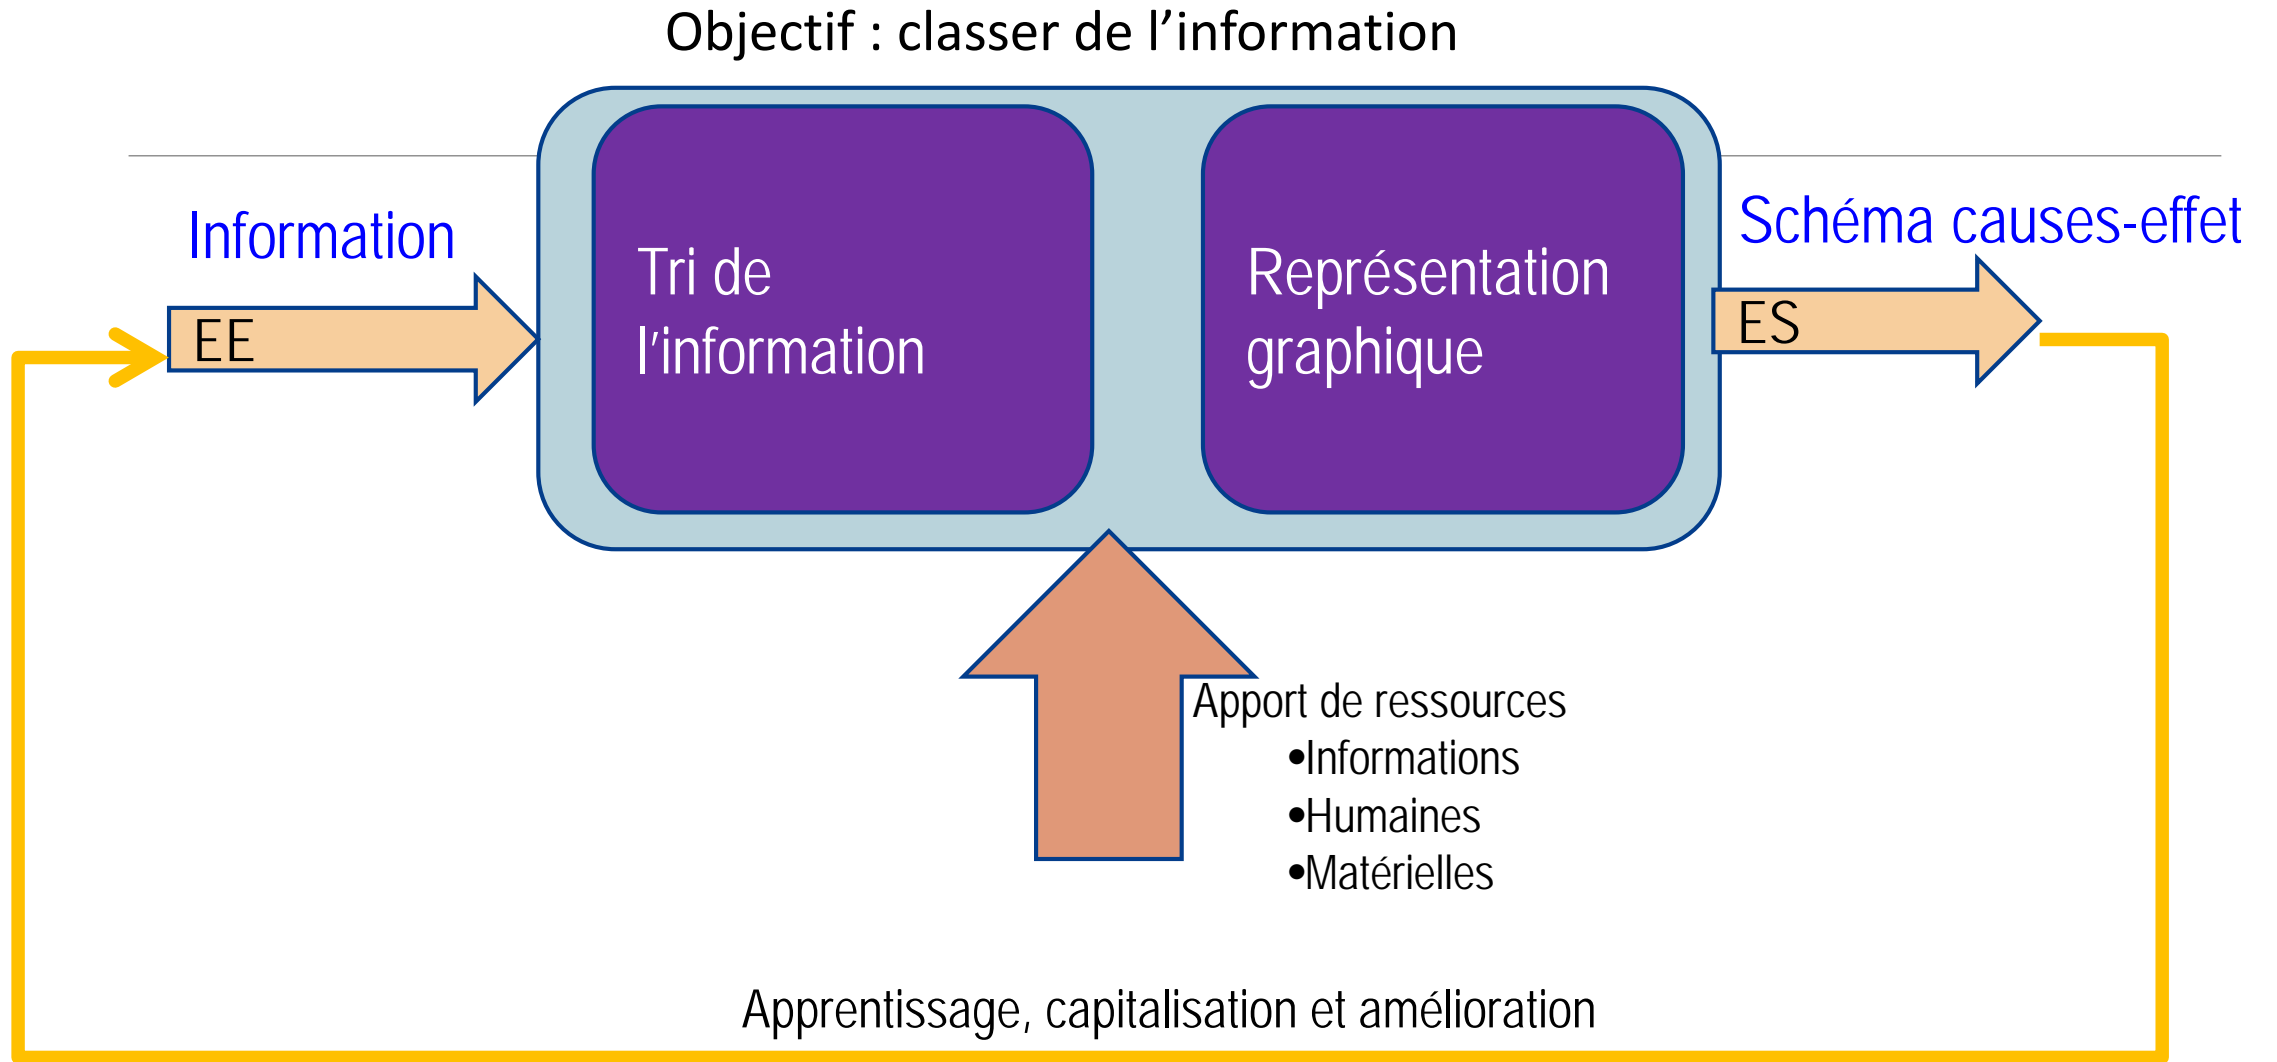 Objectif : classer de l’information
Information
Schéma causes-effet
EE
Tri de
l’information
Représentation
graphique
ES
Apport de ressources
•Informations
•Humaines
•Matérielles
Apprentissage, capitalisation et amélioration